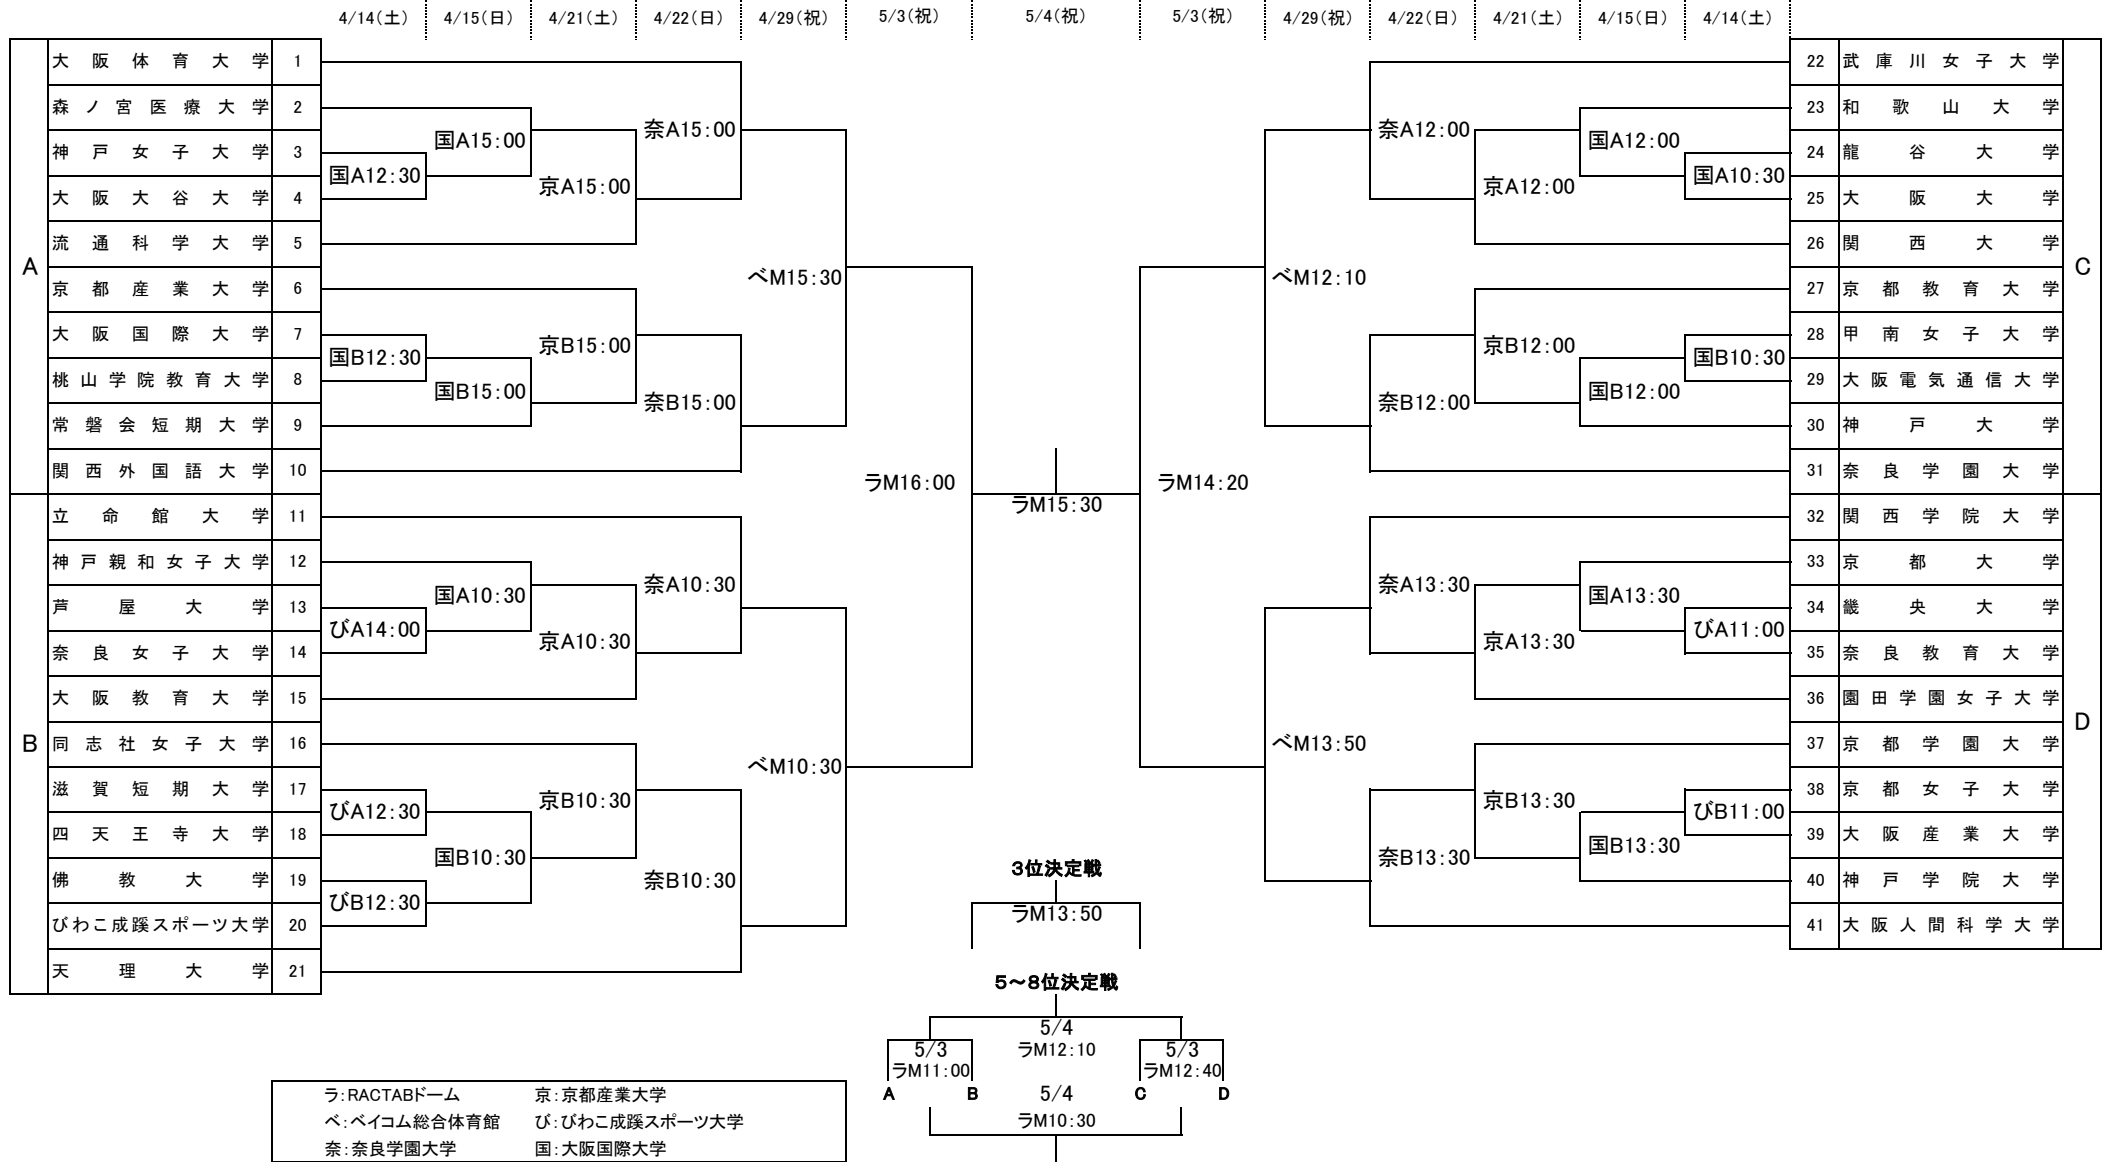 4/14(土) 4/15(日) 4/21(土) 4/22(日) 4/29(祝) 5/3(祝) 5/4(祝) 5/3(祝) 4/29(祝) 4/22(日) 4/21(土) 4/15(日) 4/14(土)
A
大阪体育大学 1
森ノ宮医療大学 2
神戸女子大学 3
大阪大谷大学 4
流通科学大学 5
京都産業大学 6
大阪国際大学 7
桃山学院教育大学 8
常磐会短期大学 9
関西外国語大学 10
B
立命館大学 11
神戸親和女子大学 12
芦屋大学 13
奈良女子大学 14
大阪教育大学 15
同志社女子大学 16
滋賀短期大学 17
四天王寺大学 18
佛教大学 19
びわこ成蹊スポーツ大学 20
天理大学 21
国A12:30
国B12:30
びA14:00
びA12:30
びB12:30
国A15:00
国B15:00
国A10:30
国B10:30
京A15:00
京B15:00
京A10:30
京B10:30
奈A15:00
奈B15:00
奈A10:30
奈B10:30
べM15:30
べM10:30
ラM16:00
ラM15:30
ラM14:20
べM12:10
べM13:50
奈A12:00
奈B12:00
奈A13:30
奈B13:30
京A12:00
京B12:00
京A13:30
京B13:30
国A12:00
国B12:00
国A13:30
国B13:30
国A10:30
国B10:30
びA11:00
びB11:00
C
22 武庫川女子大学
23 和歌山大学
24 龍谷大学
25 大阪大学
26 関西大学
27 京都教育大学
28 甲南女子大学
29 大阪電気通信大学
30 神戸大学
31 奈良学園大学
D
32 関西学院大学
33 京都大学
34 畿央大学
35 奈良教育大学
36 園田学園女子大学
37 京都学園大学
38 京都女子大学
39 大阪産業大学
40 神戸学院大学
41 大阪人間科学大学
3位決定戦
ラM13:50
5~8位決定戦
5/4
ラM12:10
5/3
ラM11:00
5/3
ラM12:40
A B C D
5/4
ラM10:30
ラ:RACTABドーム 京:京都産業大学
べ:ベイコム総合体育館 び:びわこ成蹊スポーツ大学
奈:奈良学園大学 国:大阪国際大学